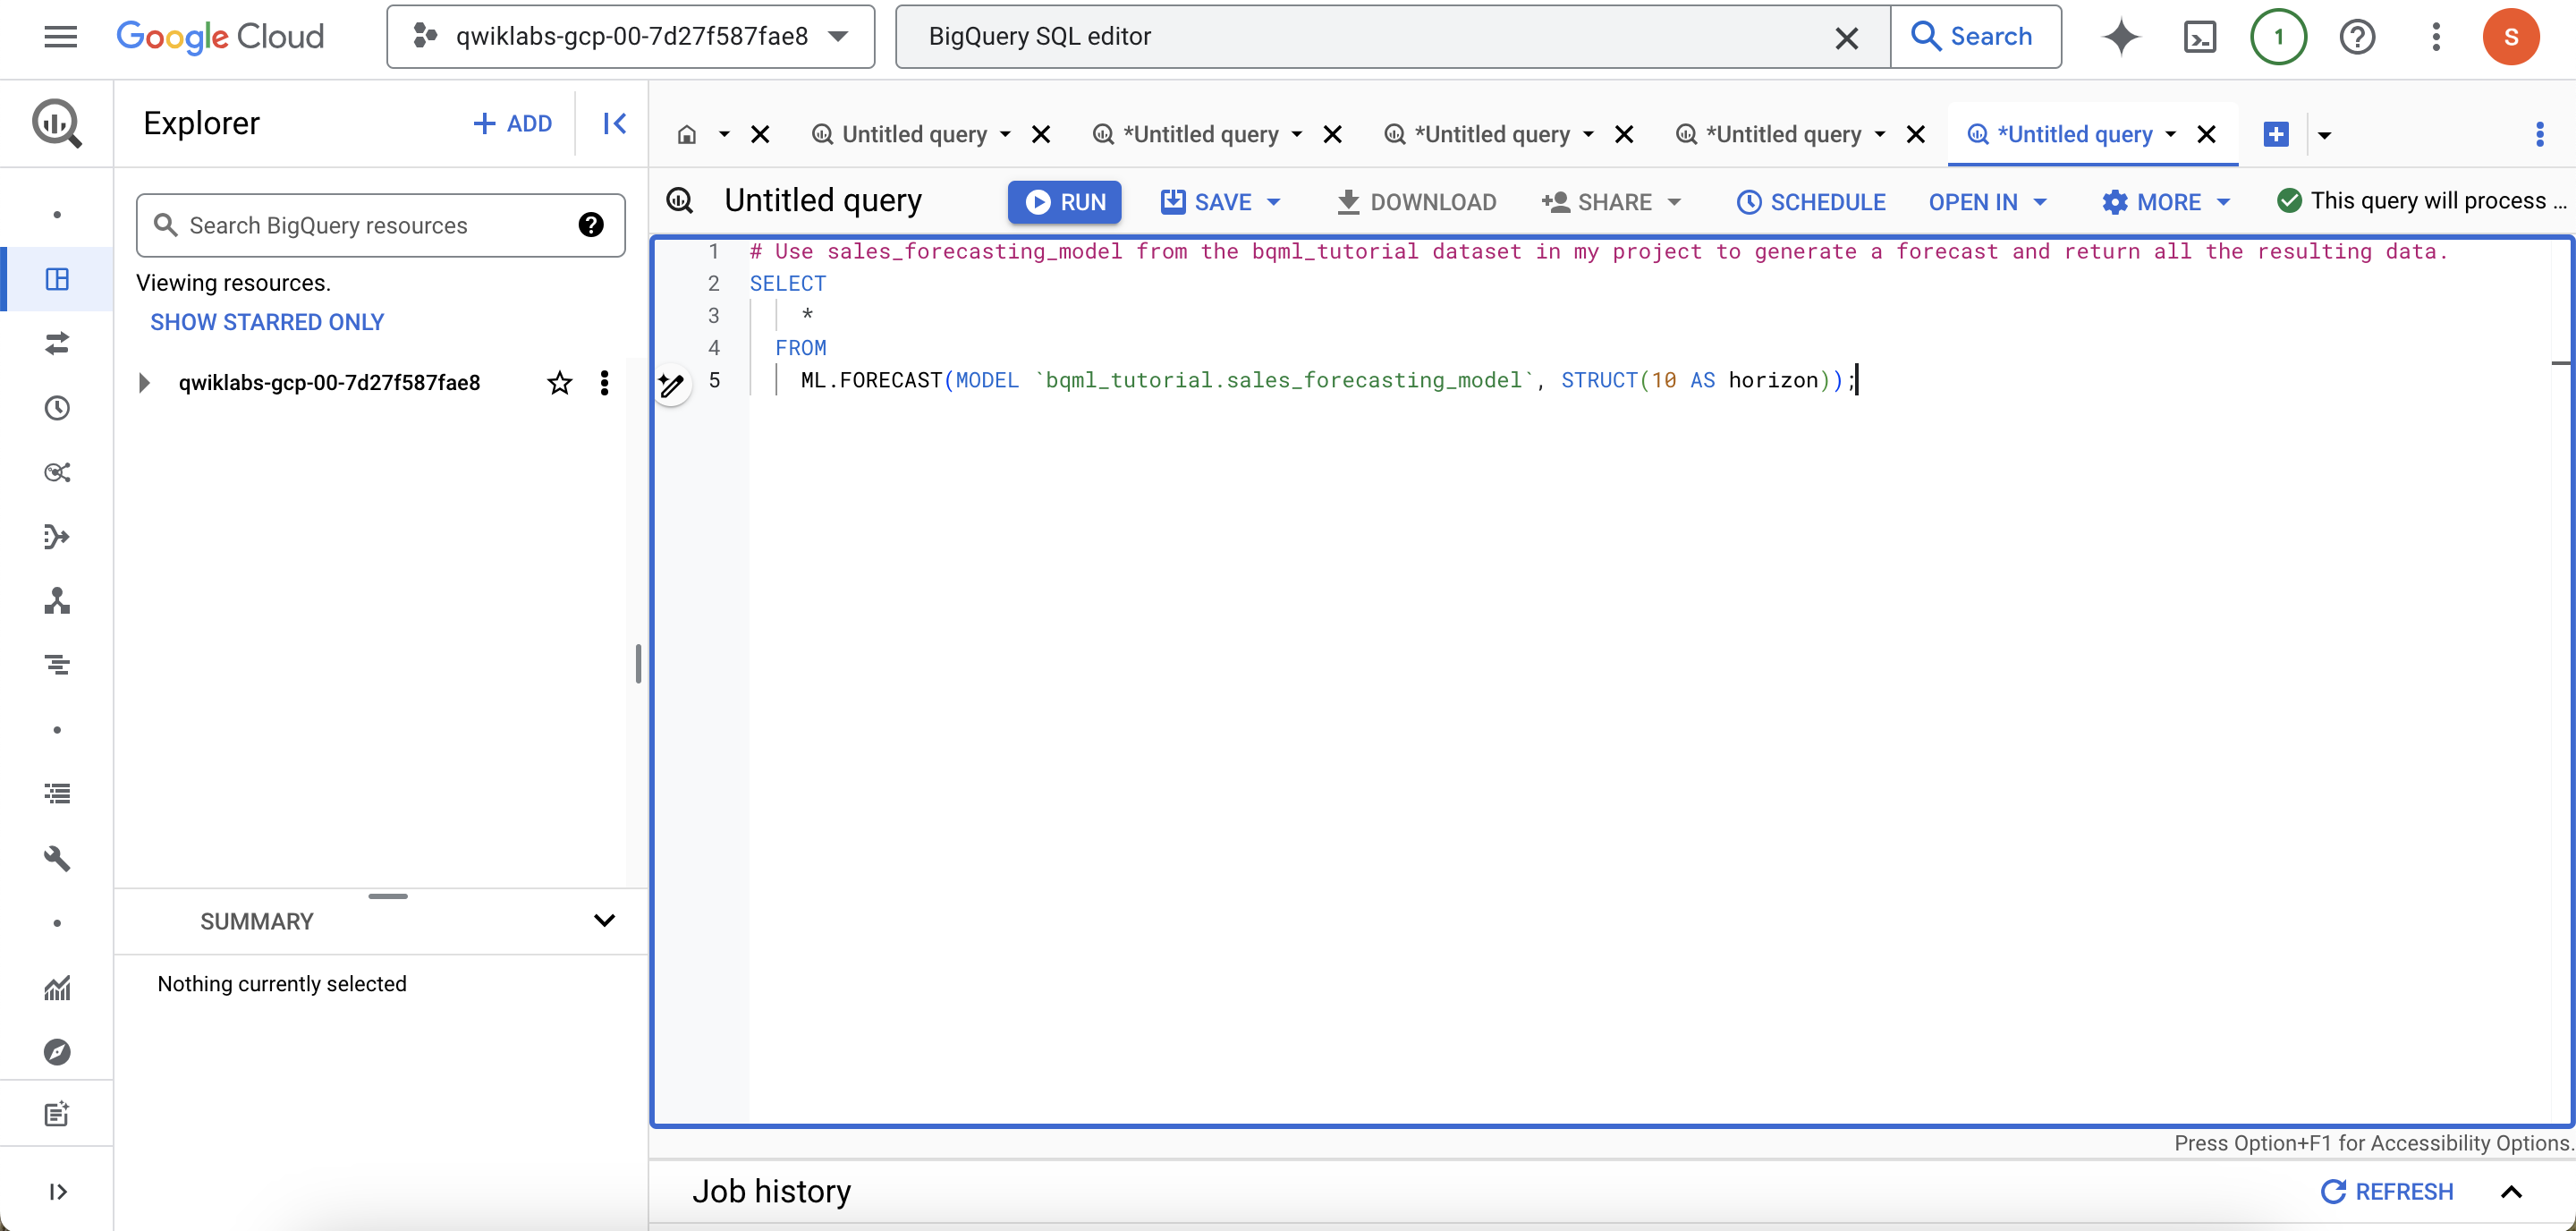 Google Cloud
qwiklabs-gcp-00-7d27f587fae8
BigQuery SQL editor
Search
1
S
Explorer
ADD
Untitled query
*Untitled query
*Untitled query
*Untitled query
*Untitled query
Untitled query
RUN
SAVE
DOWNLOAD
SHARE
SCHEDULE
OPEN IN
MORE
This query will process ...
Search BigQuery resources
Viewing resources.
SHOW STARRED ONLY
qwiklabs-gcp-00-7d27f587fae8
1 # Use sales_forecasting_model from the bqml_tutorial dataset in my project to generate a forecast and return all the resulting data.
2 SELECT
3 *
4 FROM
5 ML.FORECAST(MODEL `bqml_tutorial.sales_forecasting_model`, STRUCT(10 AS horizon));
SUMMARY
Nothing currently selected
Press Option+F1 for Accessibility Options.
Job history
REFRESH